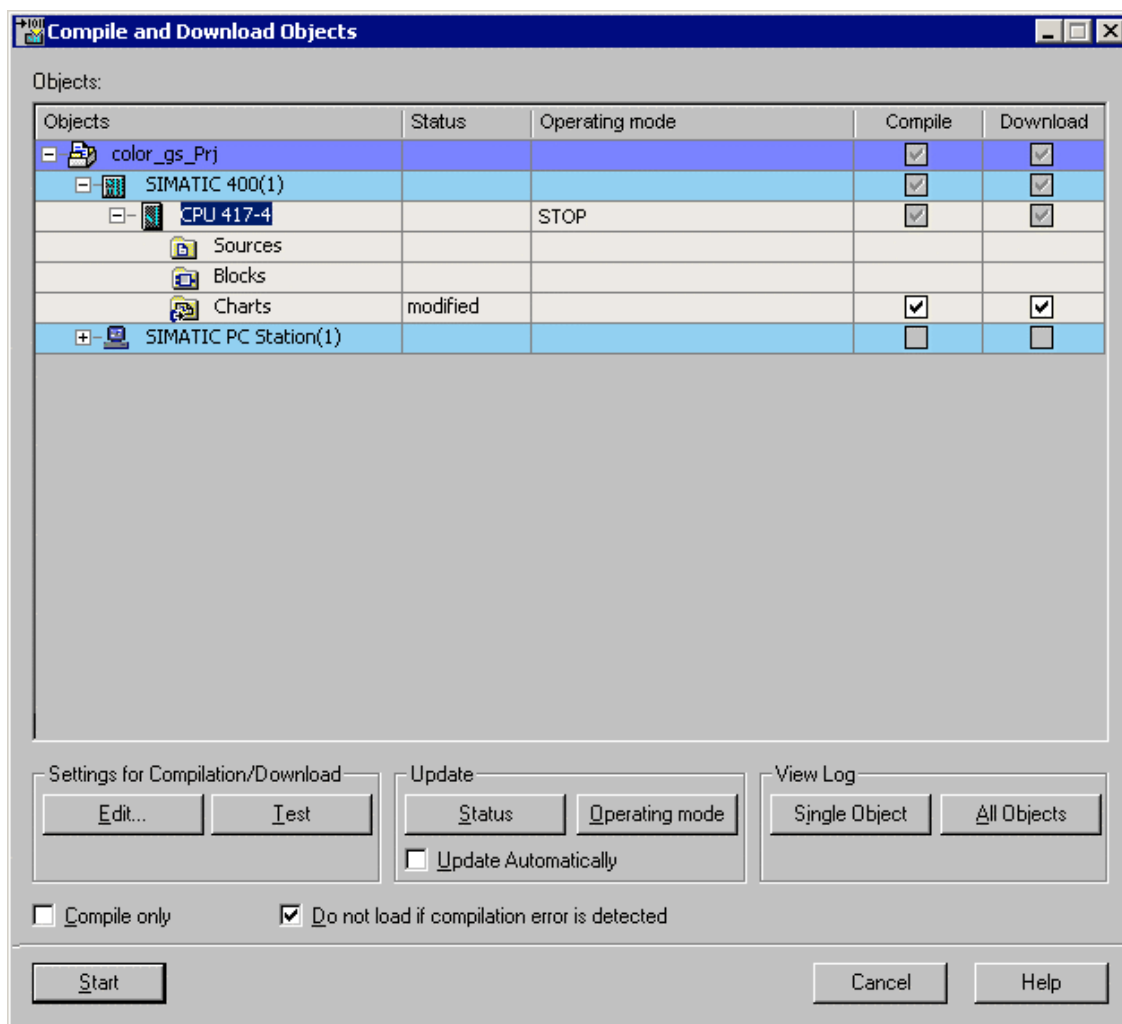 Compile and Download Objects
Objects:
Objects Status Operating mode Compile Download
color_gs_Prj
SIMATIC 400(1)
CPU 417-4 STOP
Sources
Blocks
Charts modified
SIMATIC PC Station(1)
Settings for Compilation/Download Update View Log
Edit... Test Status Operating mode Single Object All Objects
Update Automatically
Compile only Do not load if compilation error is detected
Start Cancel Help